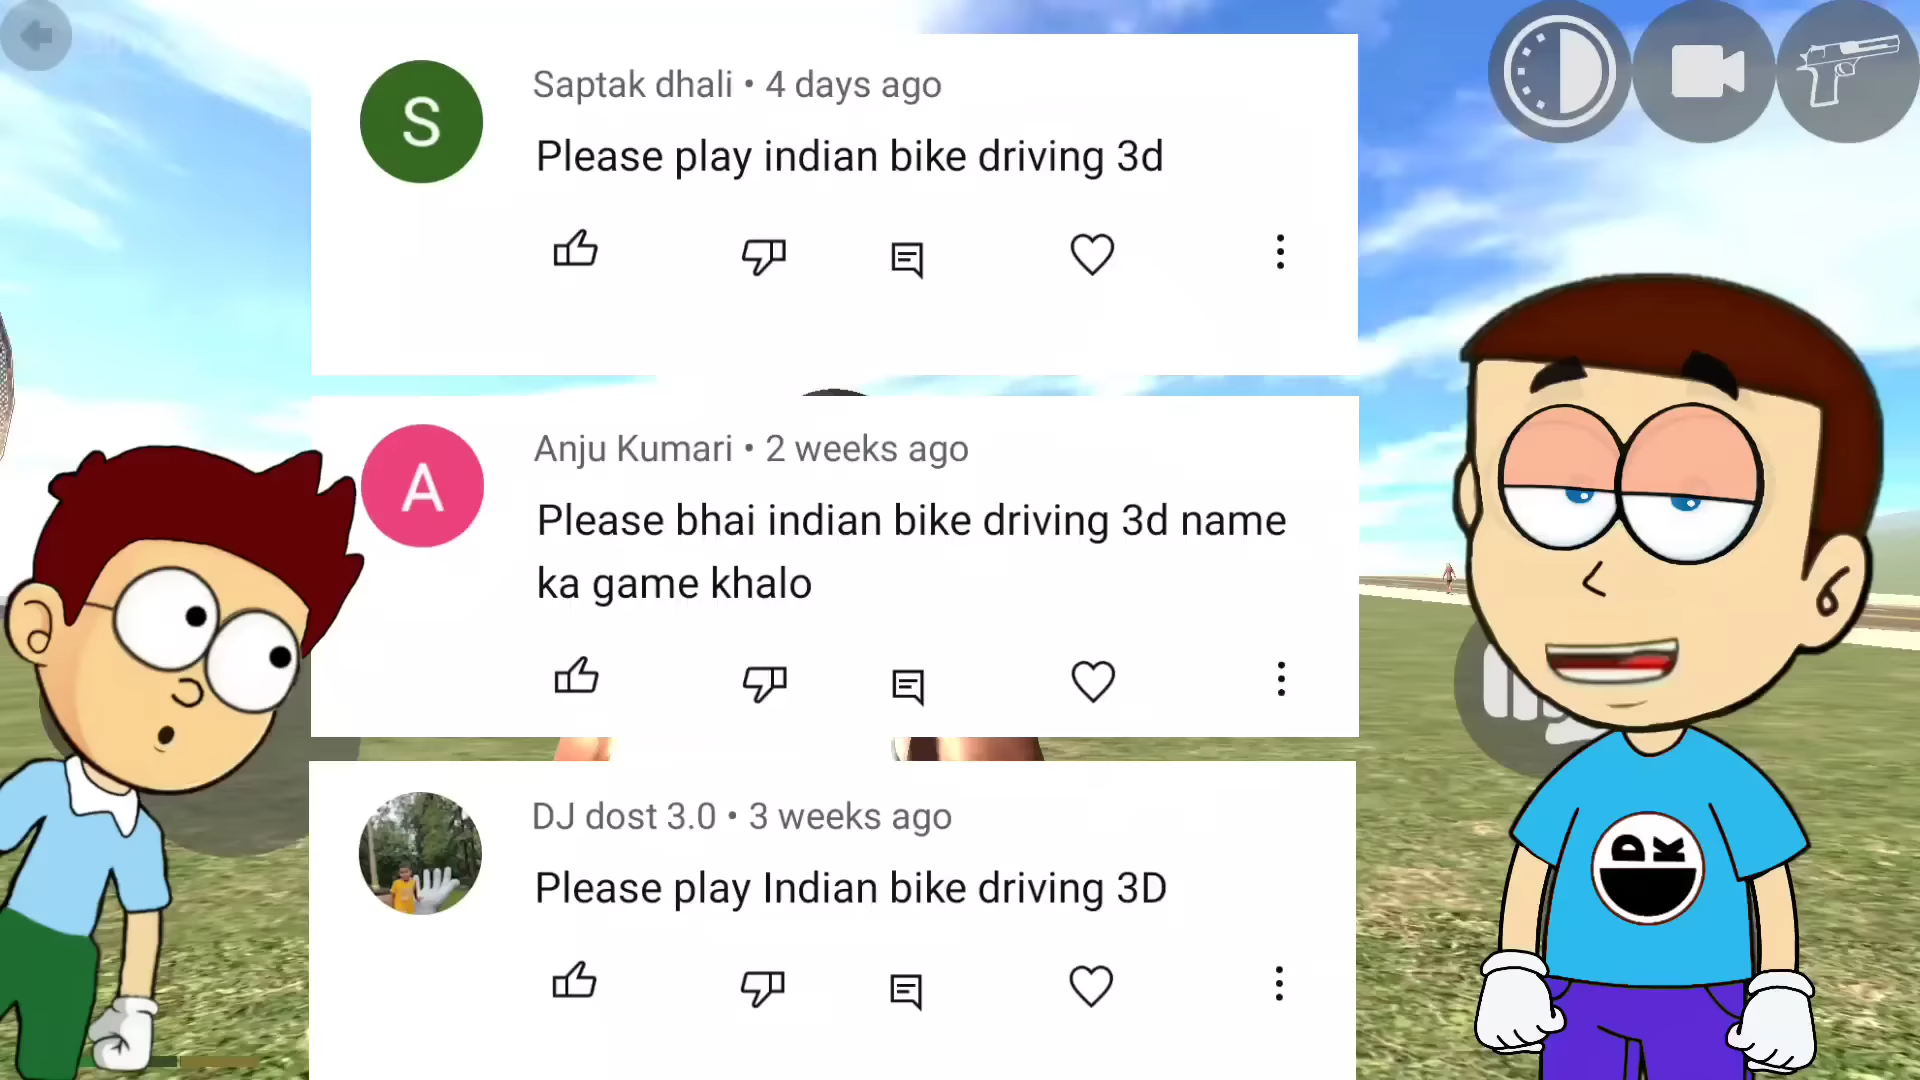 S
Saptak dhali • 4 days ago
Please play indian bike driving 3d
A
Anju Kumari • 2 weeks ago
Please bhai indian bike driving 3d name
ka game khalo
DJ dost 3.0 • 3 weeks ago
Please play Indian bike driving 3D
DK